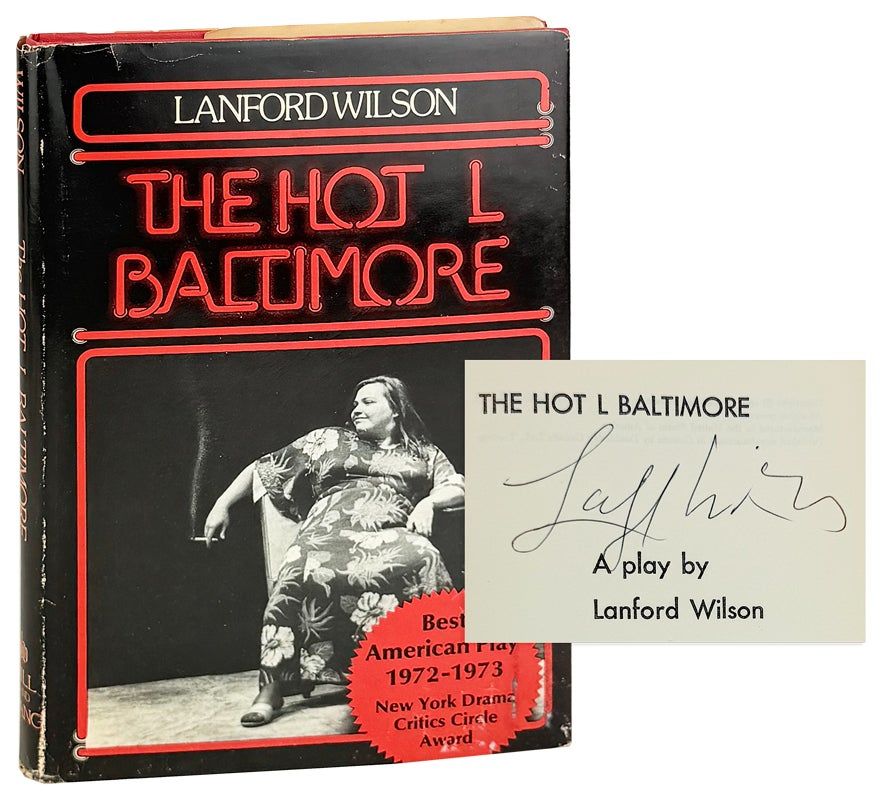 LANFORD WILSON
THE HOT L
BALTIMORE
Best
American Play
1972-1973
New York Drama
Critics Circle
Award
WILSON
The HOT L BALTIMORE
THE HOT L BALTIMORE
A play by
Lanford Wilson